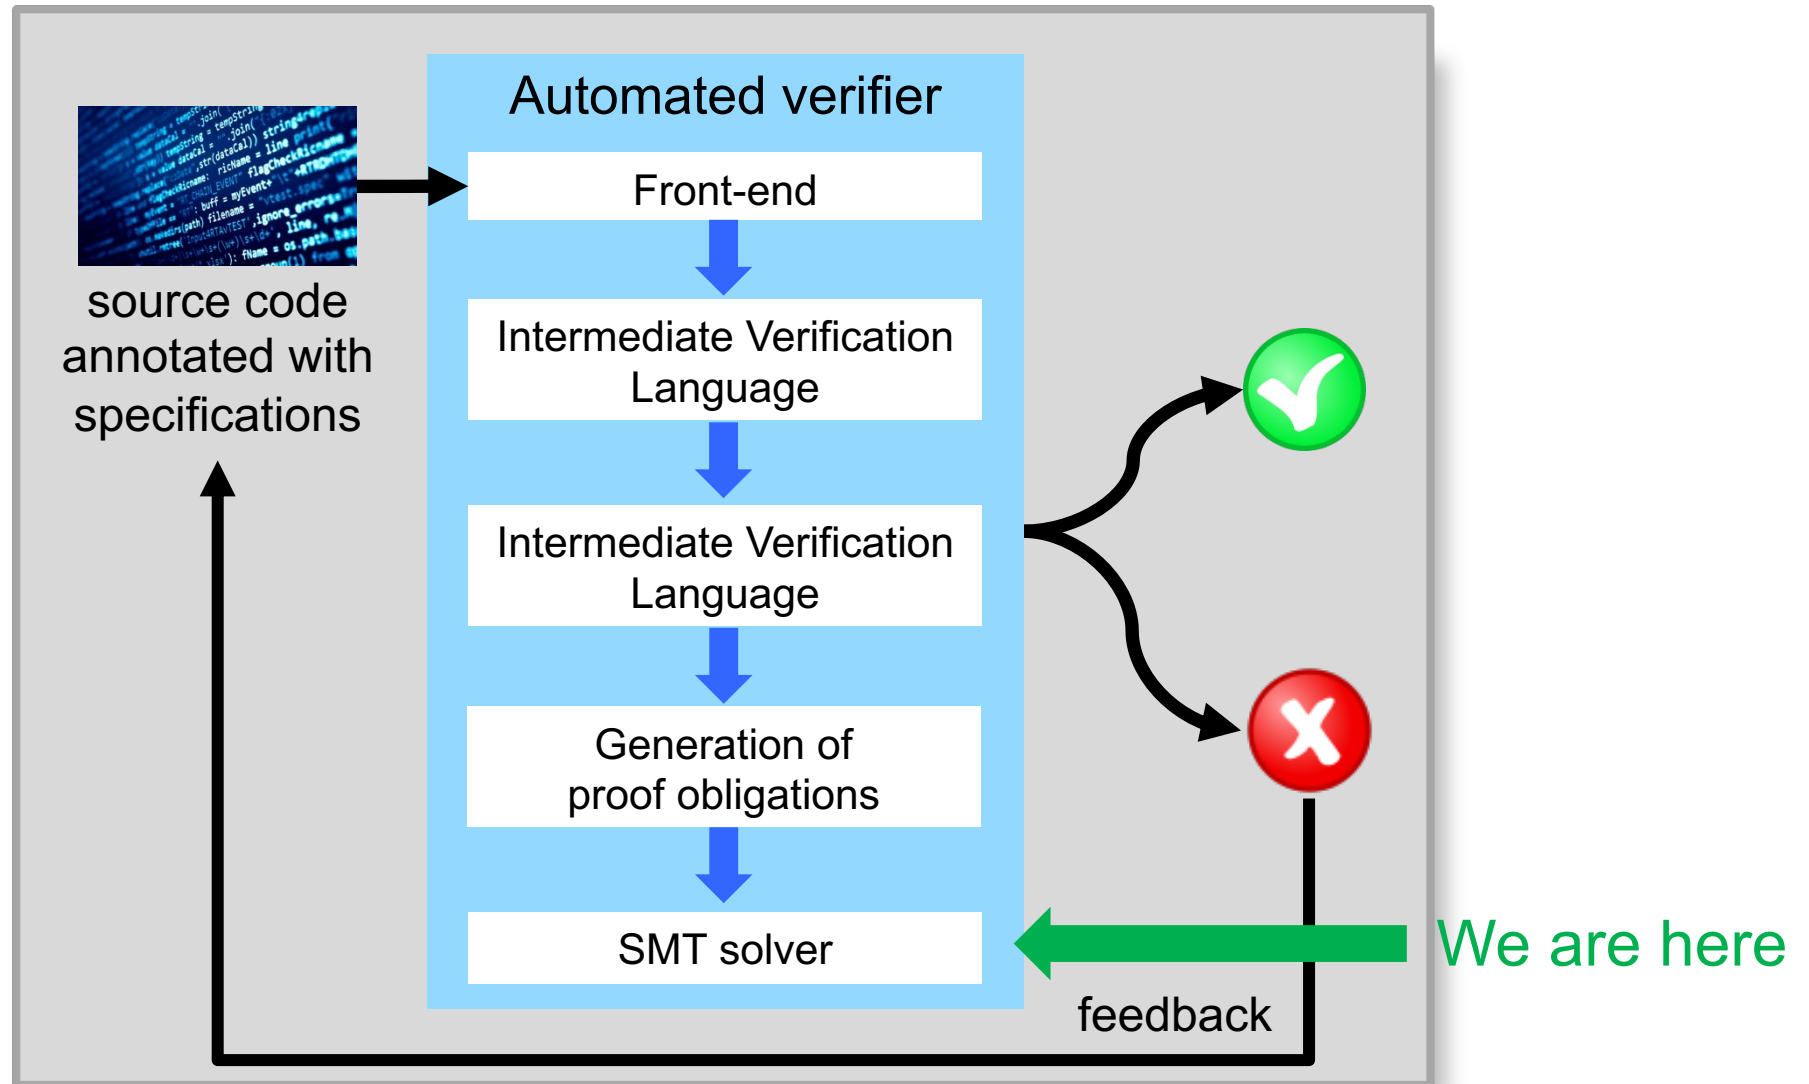 Automated verifier
source code
annotated with
specifications
Front-end
Intermediate Verification
Language
Intermediate Verification
Language
Generation of
proof obligations
SMT solver
We are here
feedback